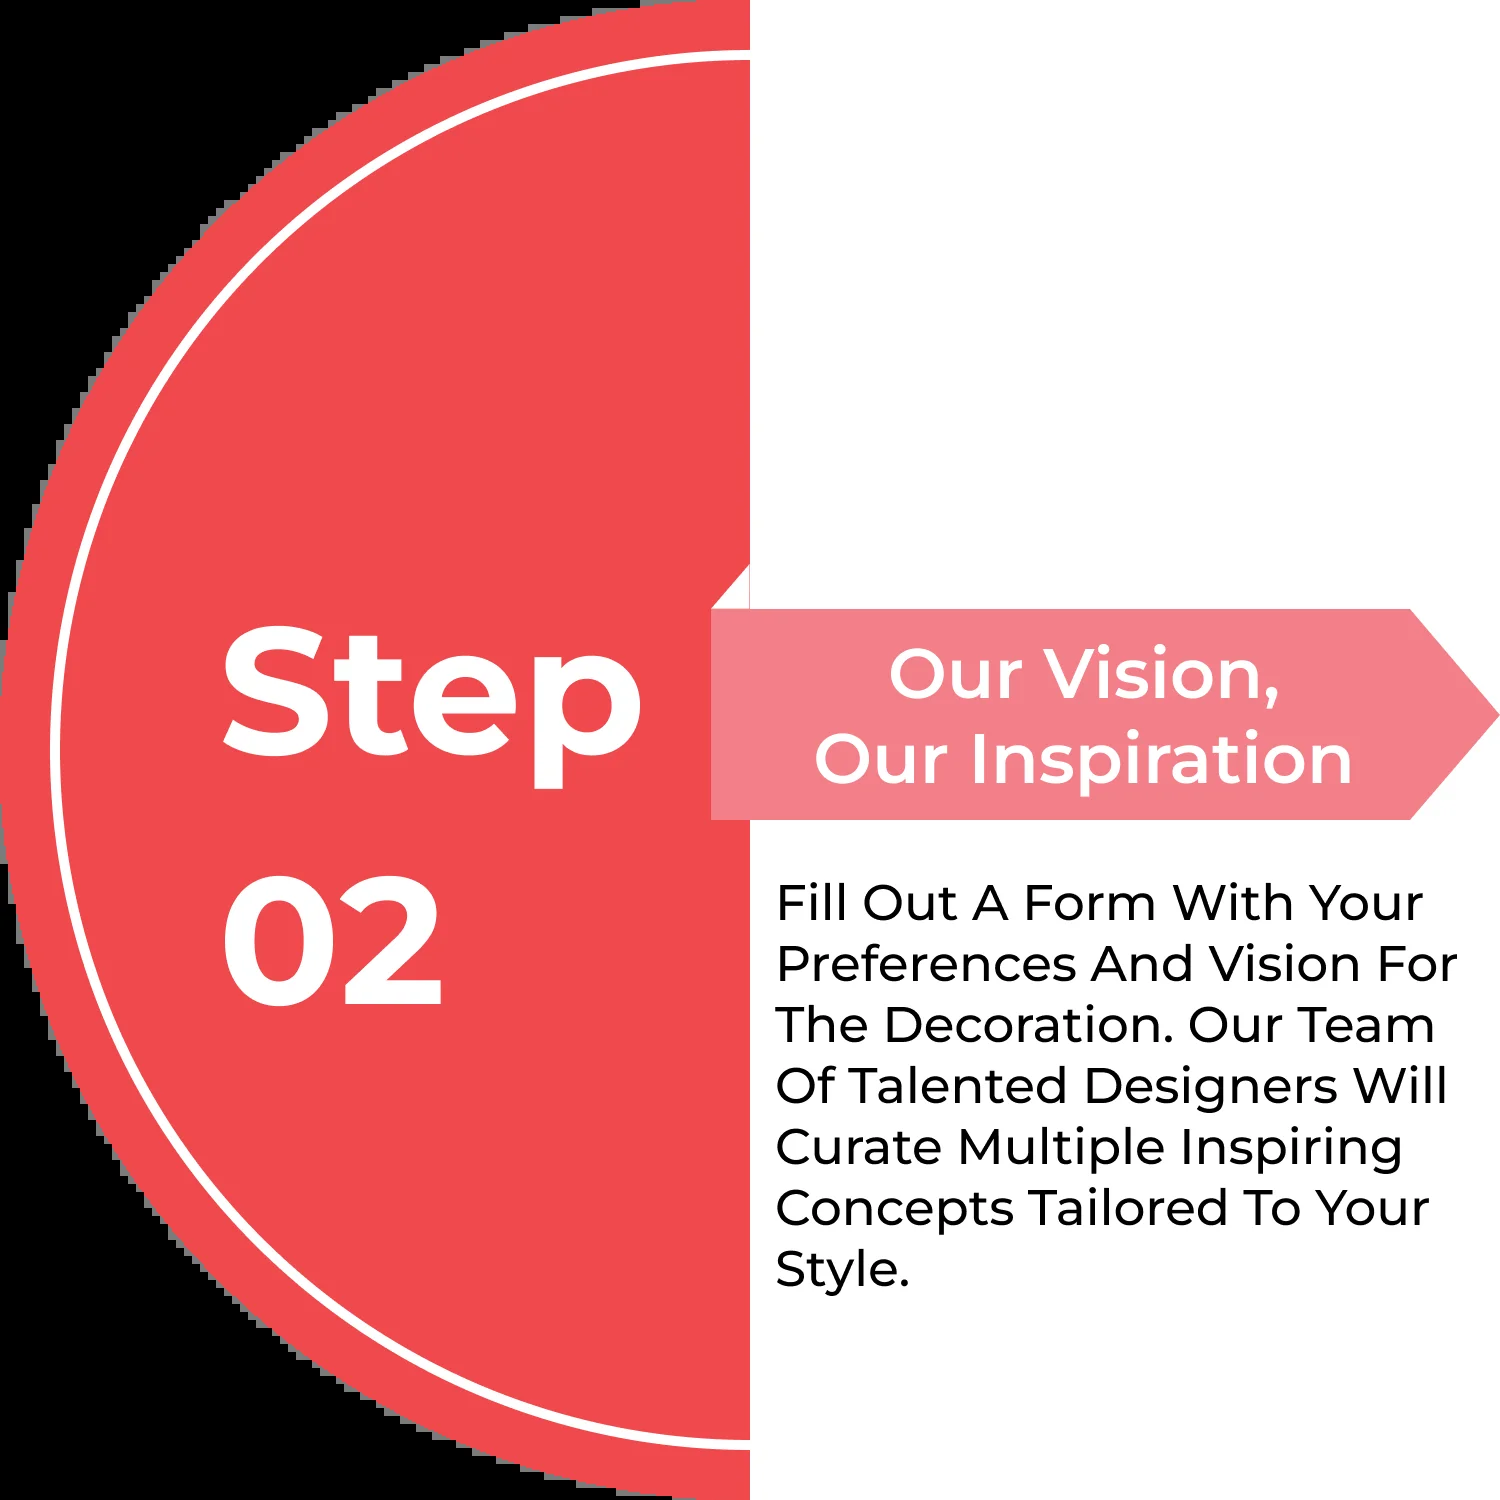 Step
02
Our Vision,
Our Inspiration
Fill Out A Form With Your
Preferences And Vision For
The Decoration. Our Team
Of Talented Designers Will
Curate Multiple Inspiring
Concepts Tailored To Your
Style.